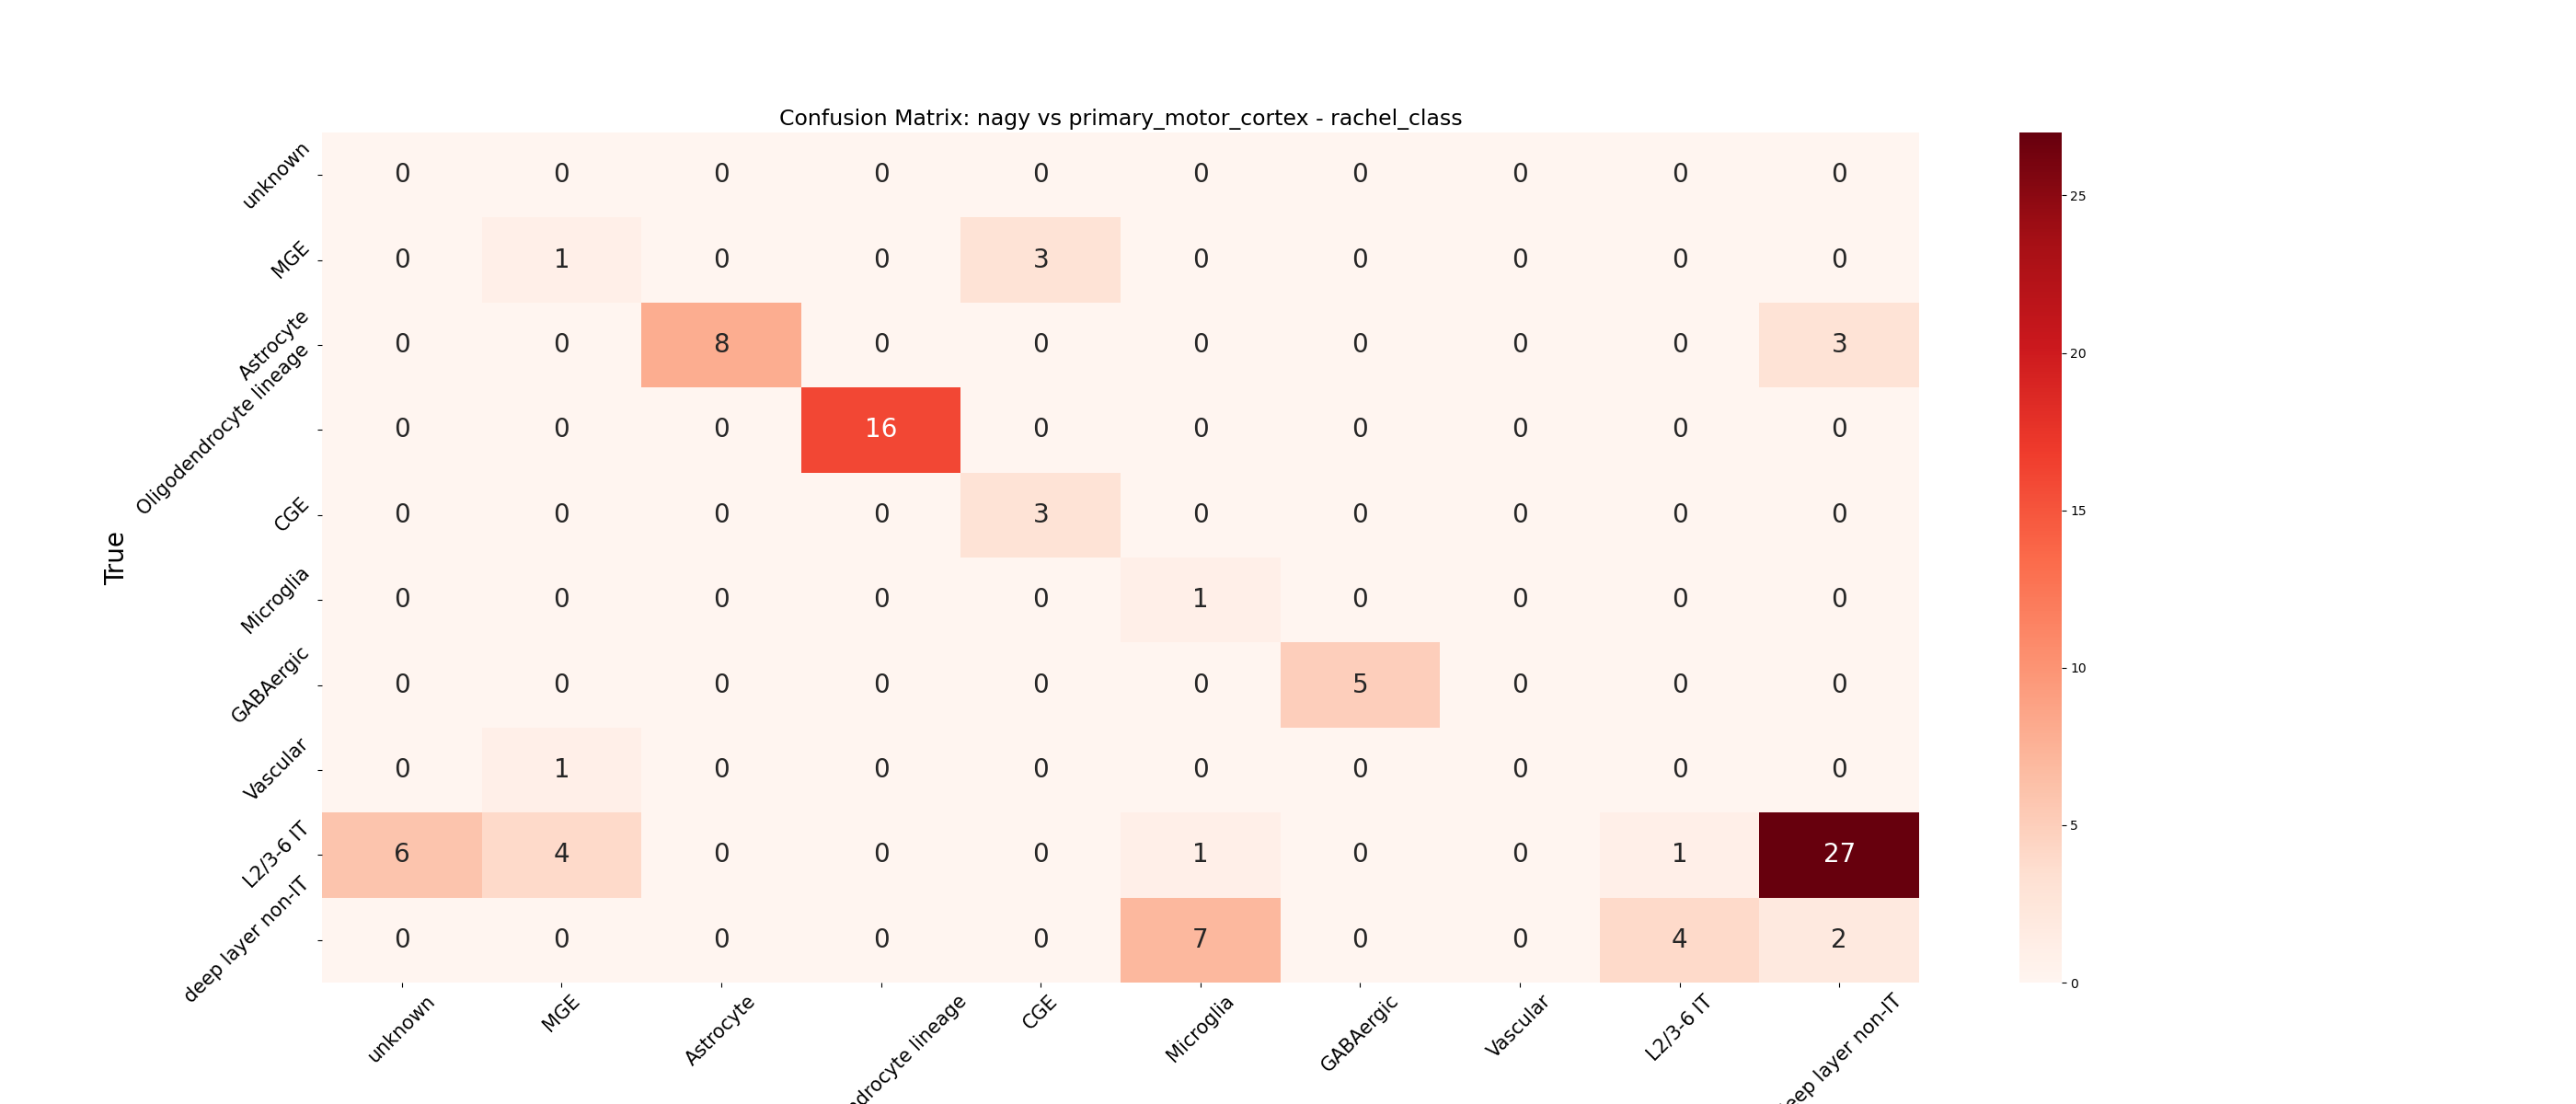 Confusion Matrix: nagy vs primary_motor_cortex - rachel_class
True
unknown 0 0 0 0 0 0 0 0 0 0
MGE 0 1 0 0 3 0 0 0 0 0
Astrocyte 0 0 8 0 0 0 0 0 0 3
Oligodendrocyte lineage 0 0 0 16 0 0 0 0 0 0
CGE 0 0 0 0 3 0 0 0 0 0
Microglia 0 0 0 0 0 1 0 0 0 0
GABAergic 0 0 0 0 0 0 5 0 0 0
Vascular 0 1 0 0 0 0 0 0 0 0
L2/3-6 IT 6 4 0 0 0 1 0 0 1 27
deep layer non-IT 0 0 0 0 0 7 0 0 4 2
unknown MGE Astrocyte ndrocyte lineage CGE Microglia GABAergic Vascular L2/3-6 IT eep layer non-IT
25
20
15
10
5
0